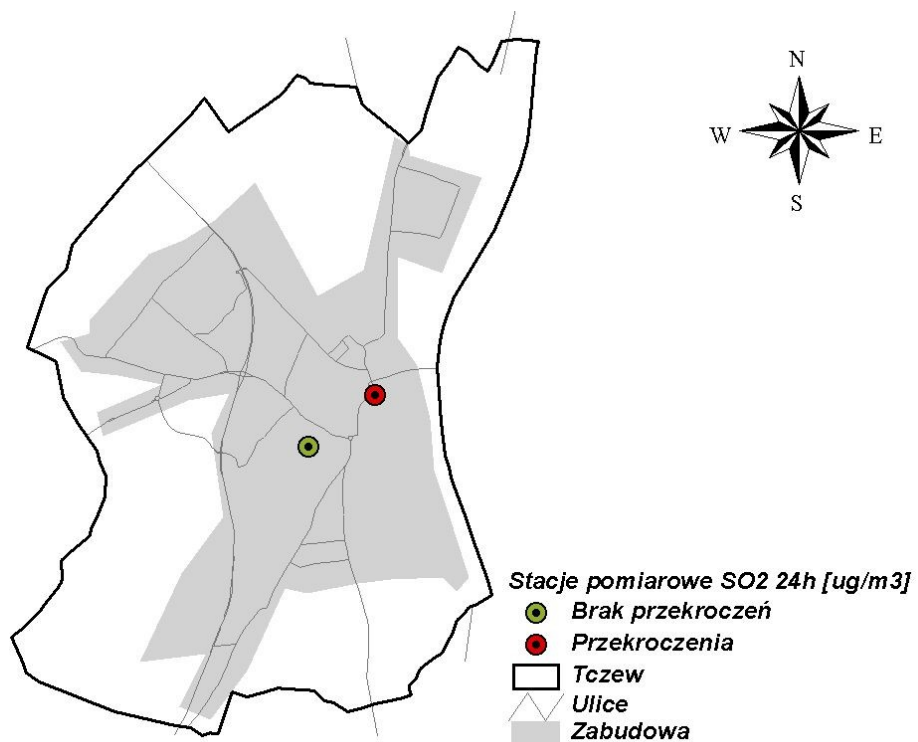 N
W E
S
Stacje pomiarowe SO2 24h [ug/m3]
Brak przekroczeń
Przekroczenia
Tczew
Ulice
Zabudowa